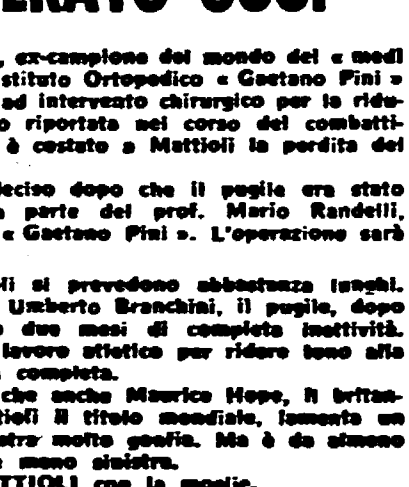 ERATO OGGI
, ex-campione del mondo dei « medi
stituto Ortopedico « Gaetano Pini »
ad intervento chirurgico per la ridu-
o riportata nel corso del combatti-
è costato a Mattioli la perdita del
deciso dopo che il pugile era stato
parte del prof. Mario Randelli,
« Gaetano Pini ». L'operazione sarà
li si prevedono abbastanza lunghi.
Umberto Branchini, il pugile, dopo
due mesi di completa inattività.
lavoro atletico per ridare tono alla
completa.
che anche Maurice Hope, il britan-
tioli il titolo mondiale, lamenta un
stra molto gonfia. Ma è da almeno
mano sinistra.
TTIOLI con la moglie.